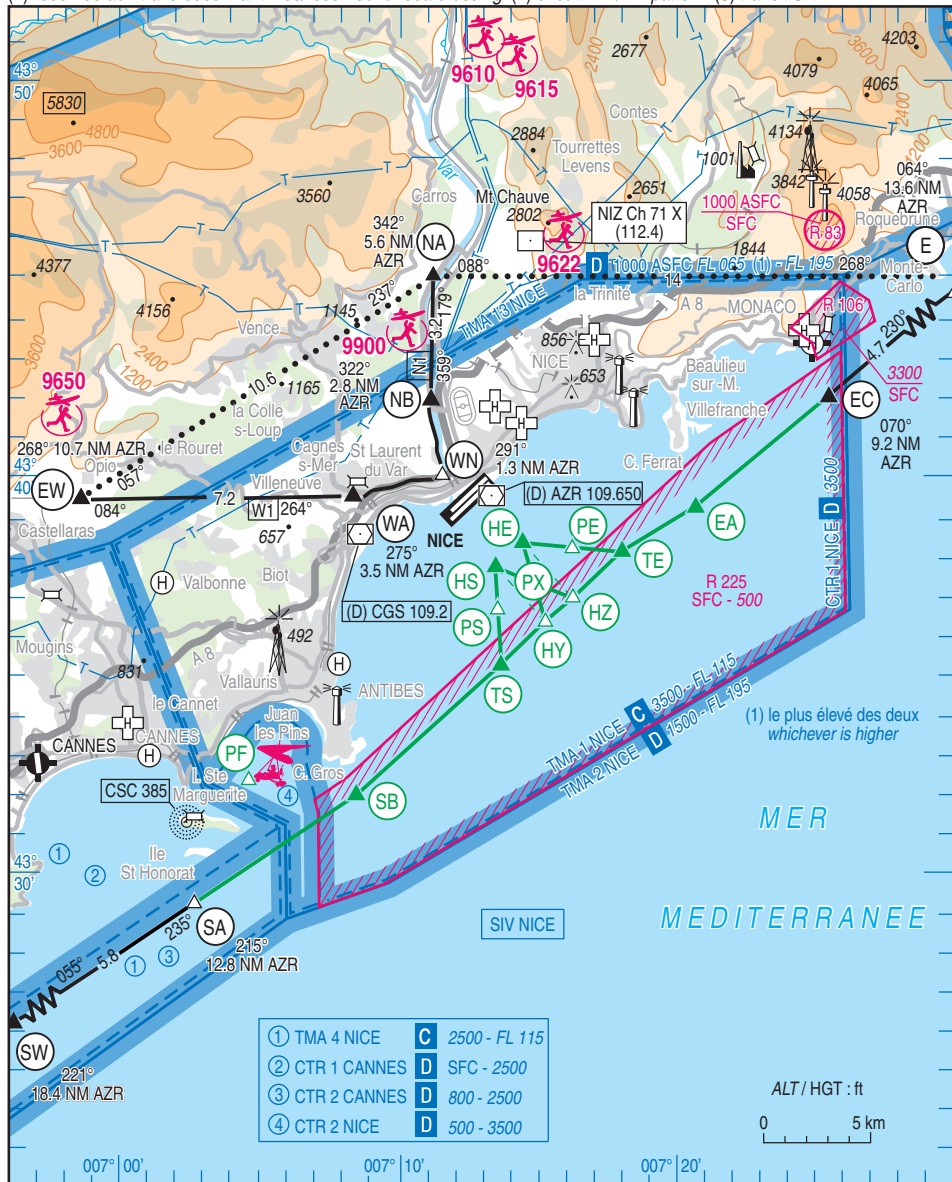 9610
9615
2677
2400
3600
4203
4079
4065
2400
43°
50'
5830
4800
3600
Contes
2884
Tourrettes
Levens
1001
4134
1200
064°
13.6 NM
AZR
3560
Var
Carros
Mt Chauve
2802
2651
3842
4058
NIZ Ch 71 X
(112.4)
1000 ASFC
SFC
R 83
Roquebrune
342°
5.6 NM
AZR
NA
9622
1844
E
4377
088°
D
1000 ASFC FL 065 (1) - FL 195
268°
14
Monte-
Carlo
237°
179°
4156
1145
Vence
TMA 13 NICE
la Trinité
A 8
MONACO
R 106
3.2
9900
359°
N1
856
NICE
230°
4.7
3600
2400
1200
322°
2.8 NM
AZR
653
Beaulieu
sur-M.
3300
SFC
9650
10.6
1165
NB
Villefranche
EC
la Colle
s-Loup
268° 10.7 NM AZR
Opio
057°
le Rouret
Cagnes
s-Mer
St Laurent
du Var
WN
291°
1.3 NM AZR
C. Ferrat
070°
9.2 NM
AZR
43°
40'
EW
Villeneuve
(D) AZR 109.650
084°
7.2
W1
264°
Castellaras
657
WA
NICE
HE
PE
EA
CTR 1 NICE D 3500
275°
3.5 NM AZR
TE
Valbonne
H
Biot
HS
PX
R 225
SFC - 500
(D) CGS 109.2
PS
HZ
HY
492
Mougins
A 8
831
Vallauris
H
ANTIBES
TS
TMA 1 NICE C 3500 - FL 115
TMA 2 NICE D 1500 - FL 195
le Cannet
Juan
les Pins
(1) le plus élevé des deux
whichever is higher
CANNES
CANNES
H
PF
I. Ste
Marguerite
C. Gros
4
SB
CSC 385
MER
1
2
Ile
St Honorat
43°
30'
SA
235°
215°
12.8 NM AZR
SIV NICE
MEDITERRANEE
055°
5.8
1
3
SW
221°
18.4 NM AZR
1 TMA 4 NICE C 2500 - FL 115
2 CTR 1 CANNES D SFC - 2500
3 CTR 2 CANNES D 800 - 2500
4 CTR 2 NICE D 500 - 3500
ALT / HGT : ft
0 5 km
007° 00'
007° 10'
007° 20'